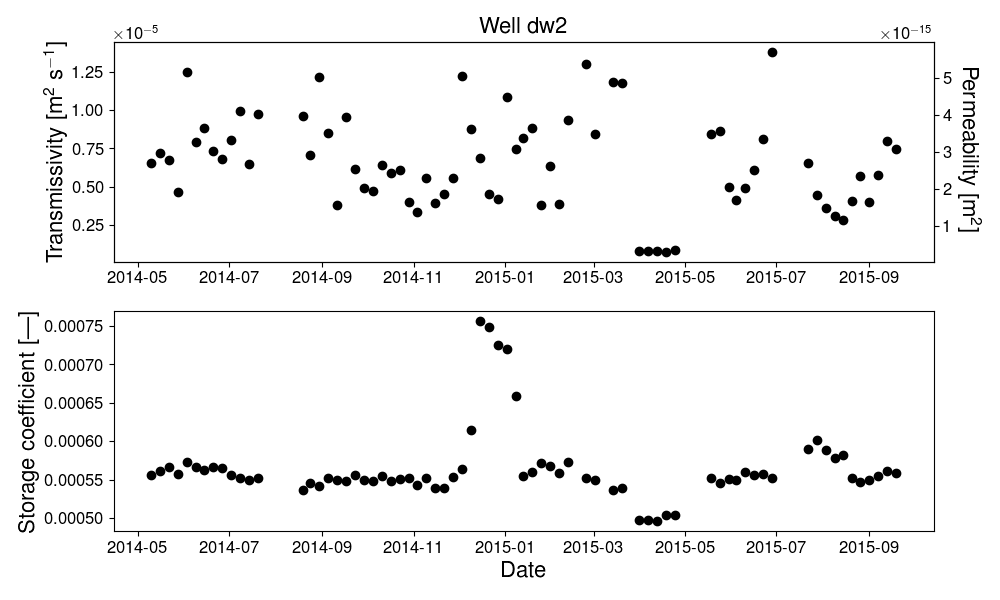 Well dw2
×10−5
×10−15
Transmissivity [m2 s−1]
1.25
1.00
0.75
0.50
0.25
5
4
3
2
1
Permeability [m2]
2014-05 2014-07 2014-09 2014-11 2015-01 2015-03 2015-05 2015-07 2015-09
Storage coefficient [—]
0.00075
0.00070
0.00065
0.00060
0.00055
0.00050
2014-05 2014-07 2014-09 2014-11 2015-01 2015-03 2015-05 2015-07 2015-09
Date